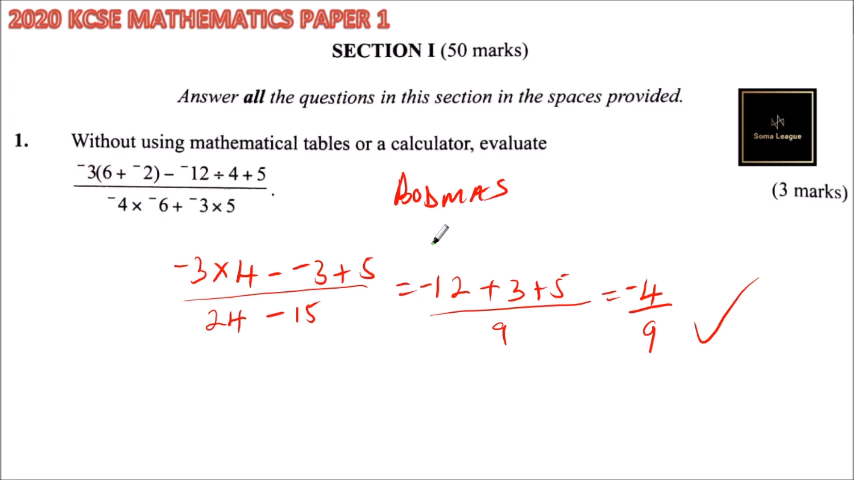 2020 KCSE MATHEMATICS PAPER 1
SECTION I (50 marks)
Answer all the questions in this section in the spaces provided.
Soma League
1. Without using mathematical tables or a calculator, evaluate
⁻3(6 + ⁻2) − ⁻12 ÷ 4 + 5
⁻4 × ⁻6 + ⁻3 × 5 .
(3 marks)
BODMAS
-3 × 4 - -3 + 5
24 - 15
= -12 + 3 + 5
9
= -4
9